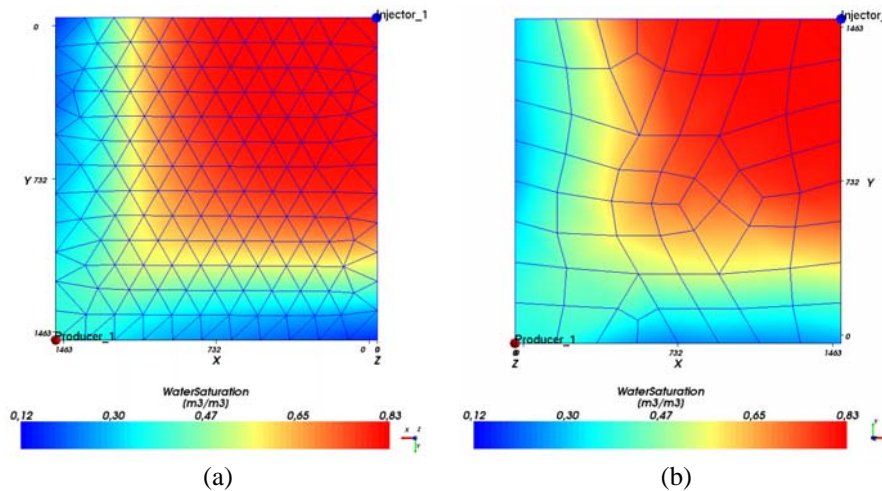 Injector_1
0
Y 732
1463
Producer_1
1463 732 0 0
X Z
WaterSaturation
(m3/m3)
0,12 0,30 0,47 0,65 0,83
X Z
Y
(a)
Injector_
1463
732 Y
0
Producer_1
Z 732 1463
X
WaterSaturation
(m3/m3)
0,12 0,30 0,47 0,65 0,83
Y
(b)